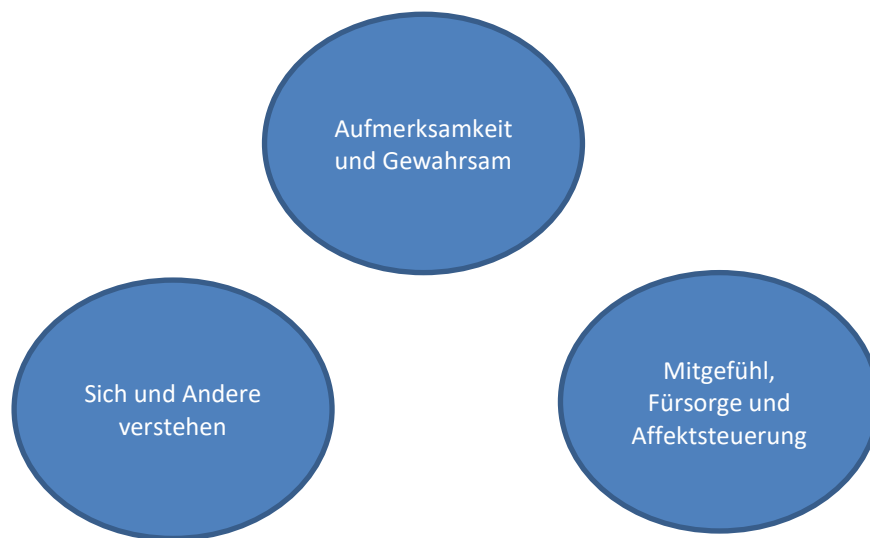 Aufmerksamkeit
und Gewahrsam
Sich und Andere
verstehen
Mitgefühl,
Fürsorge und
Affektsteuerung